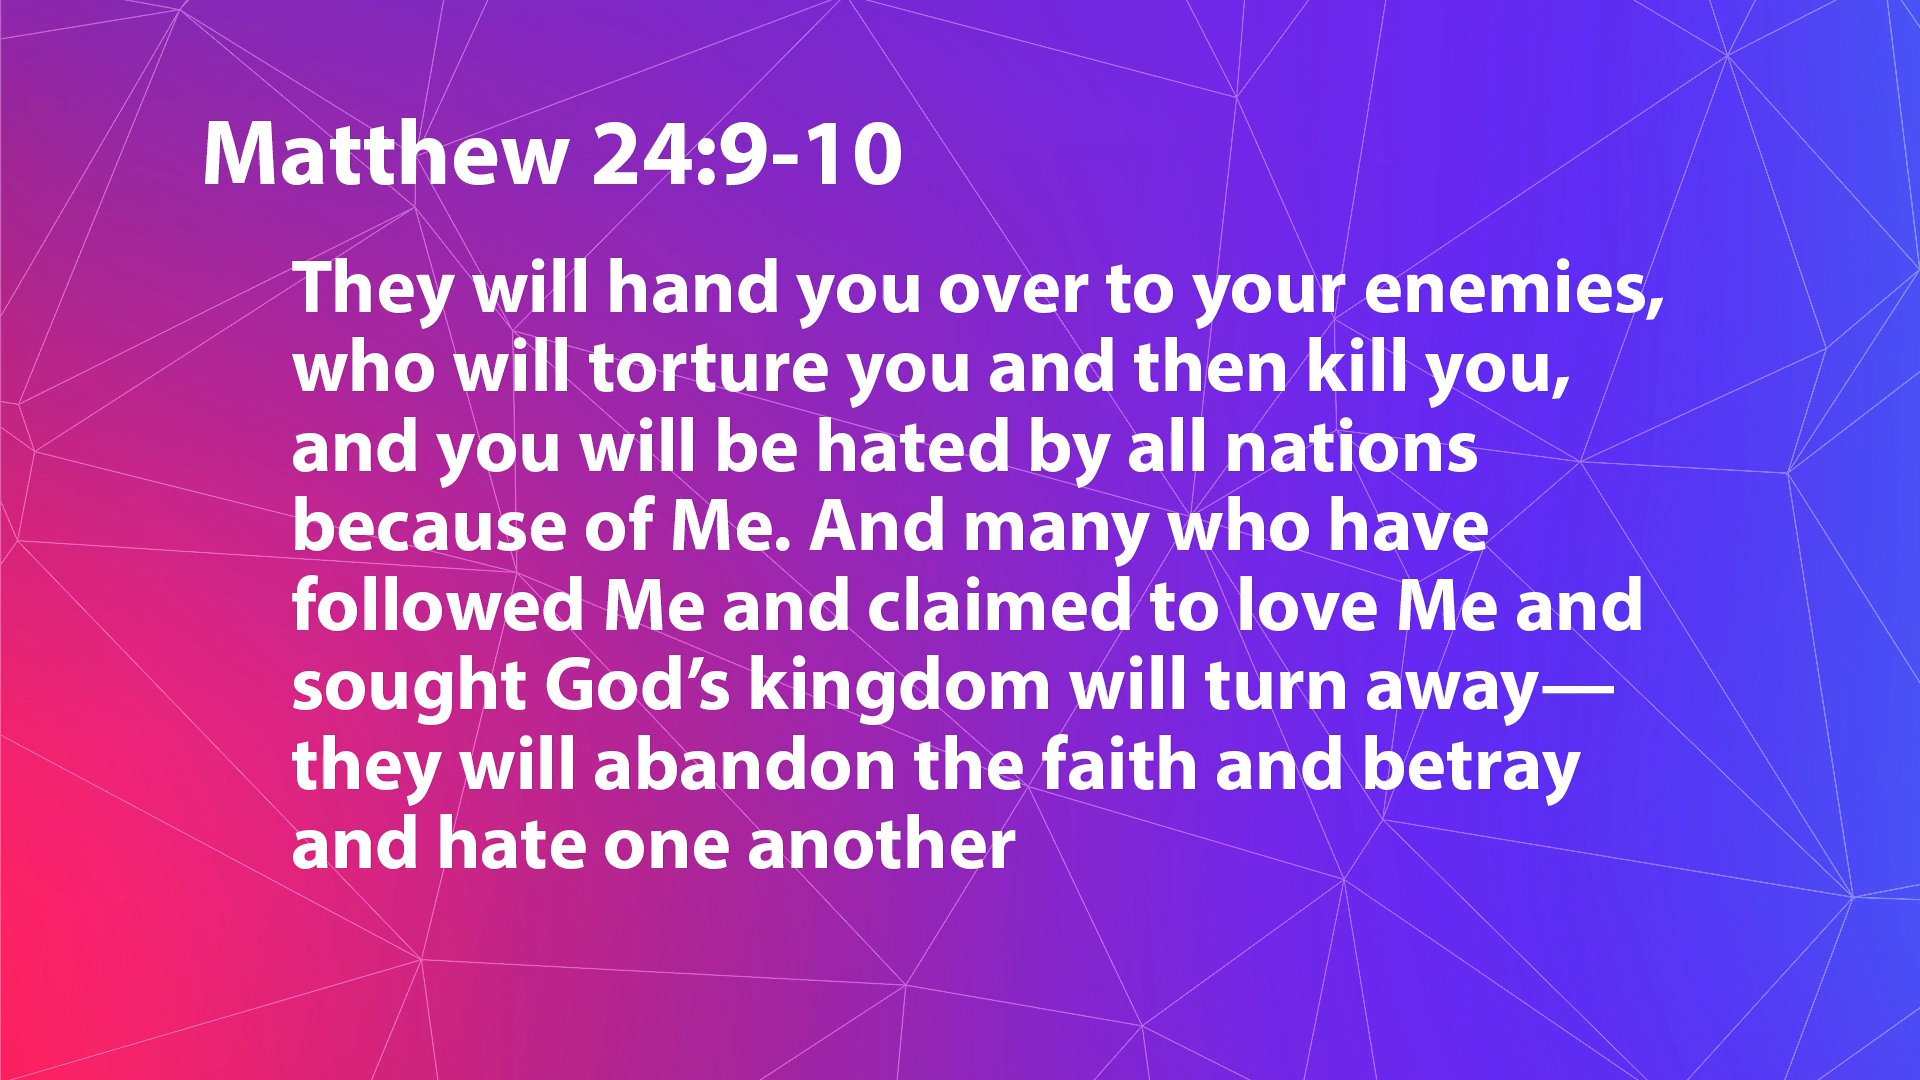 Matthew 24:9-10
They will hand you over to your enemies,
who will torture you and then kill you,
and you will be hated by all nations
because of Me. And many who have
followed Me and claimed to love Me and
sought God’s kingdom will turn away—
they will abandon the faith and betray
and hate one another